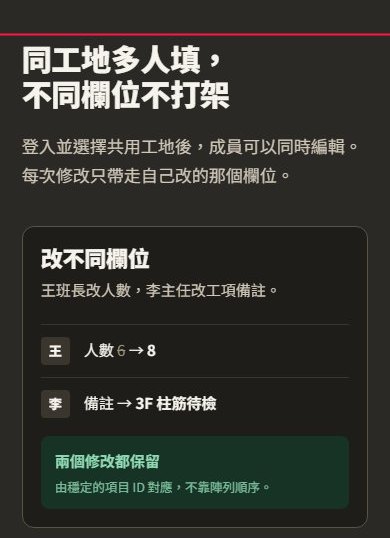 同工地多人填，
不同欄位不打架
登入並選擇共用工地後，成員可以同時編輯。
每次修改只帶走自己改的那個欄位。
改不同欄位
王班長改人數，李主任改工項備註。
王 人數 6 → 8
李 備註 → 3F 柱筋待檢
兩個修改都保留
由穩定的項目 ID 對應，不靠陣列順序。